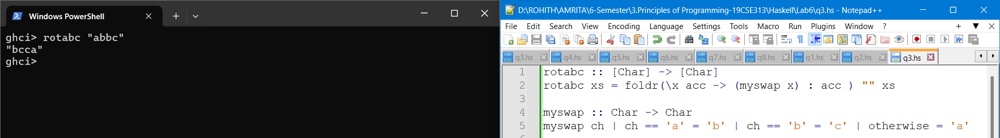 Windows PowerShell
ghci> rotabc "abbc"
"bcca"
ghci>
D:\ROHITH\AMRITA\6-Semester\3.Principles of Programming-19CSE313\Haskell\Lab6\q3.hs - Notepad++
File Edit Search View Encoding Language Settings Tools Macro Run Plugins Window ?
q3.hs q4.hs q5.hs q6.hs q7.hs q8.hs q1.hs q2.hs q3.hs
1 rotabc :: [Char] -> [Char]
2 rotabc xs = foldr(\x acc -> (myswap x) : acc ) "" xs
3
4 myswap :: Char -> Char
5 myswap ch | ch == 'a' = 'b' | ch == 'b' = 'c' | otherwise = 'a'